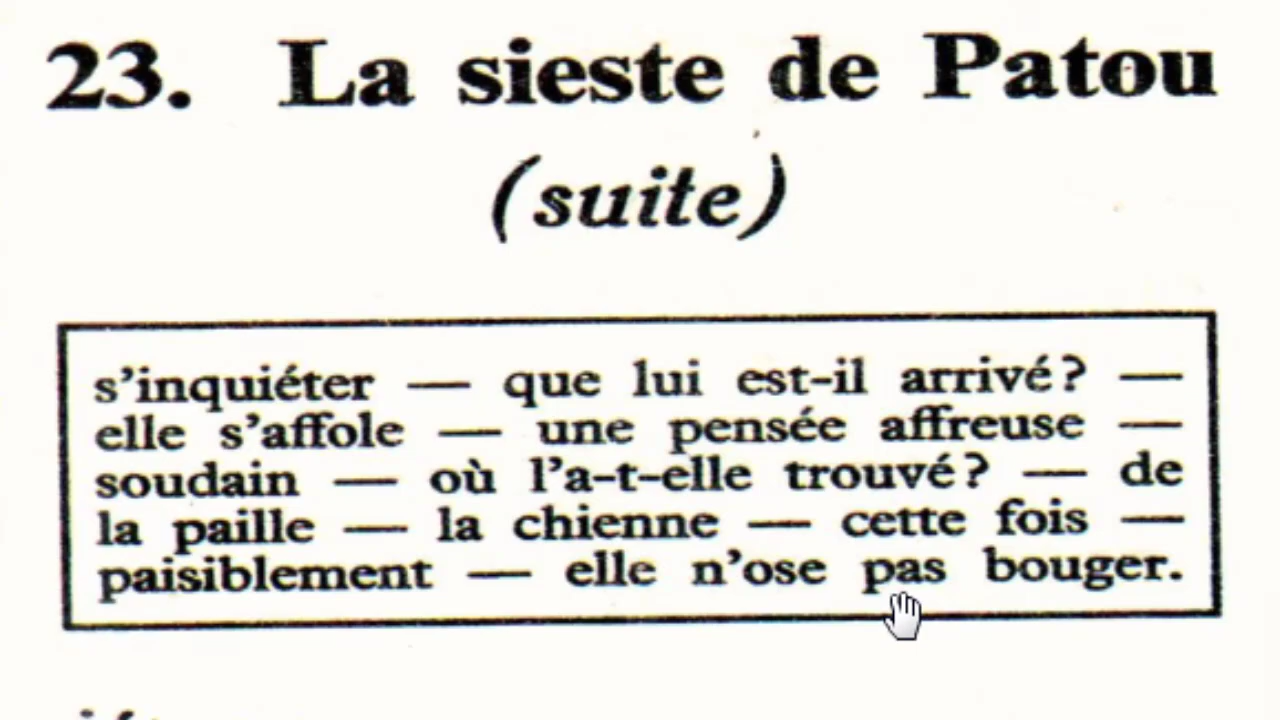 23. La sieste de Patou
(suite)
s'inquiéter — que lui est-il arrivé? —
elle s'affole — une pensée affreuse —
soudain — où l'a-t-elle trouvé? — de
la paille — la chienne — cette fois —
paisiblement — elle n'ose pas bouger.